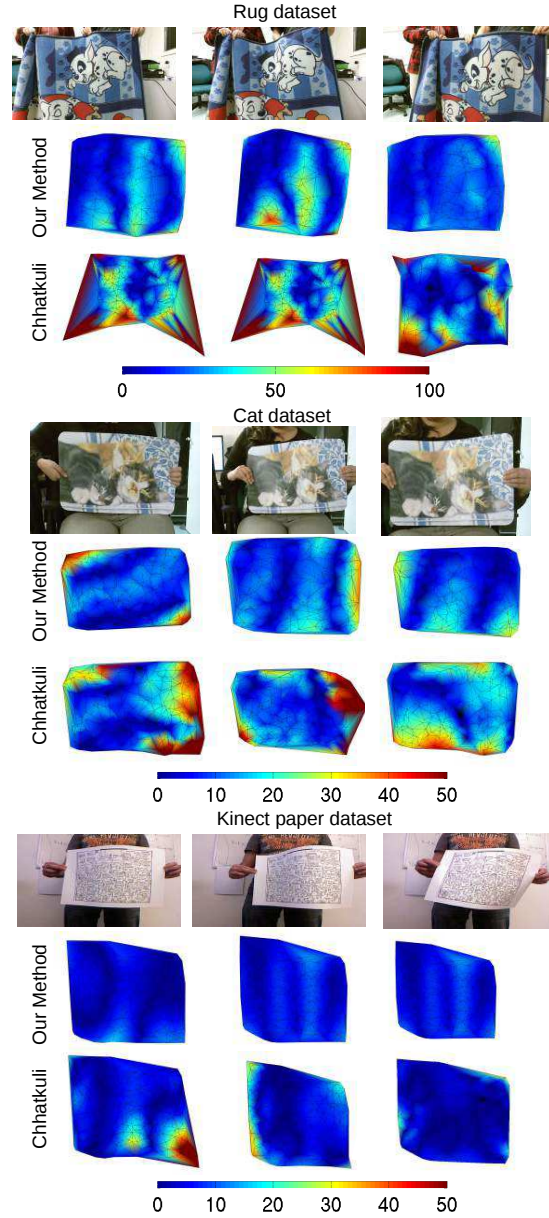 Rug dataset
Our Method
Chhatkuli
0 50 100
Cat dataset
Our Method
Chhatkuli
0 10 20 30 40 50
Kinect paper dataset
Our Method
Chhatkuli
0 10 20 30 40 50